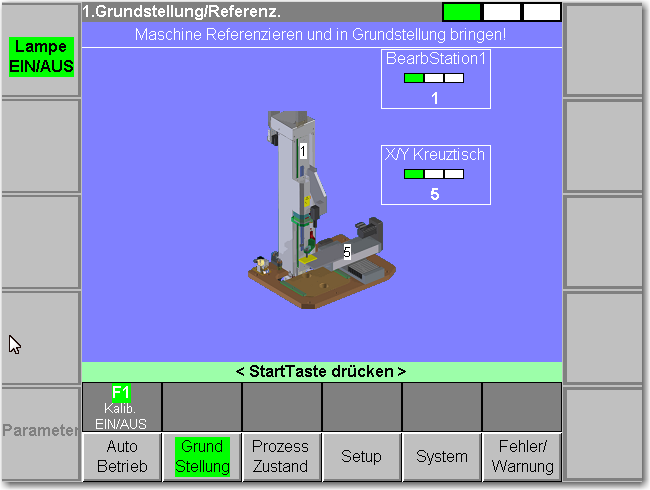 1.Grundstellung/Referenz.
Maschine Referenzieren und in Grundstellung bringen!
Lampe
EIN/AUS
BearbStation1
1
1
X/Y Kreuztisch
5
5
< StartTaste drücken >
F1
Kalib.
EIN/AUS
Parameter
Auto
Betrieb
Grund
Stellung
Prozess
Zustand
Setup
System
Fehler/
Warnung